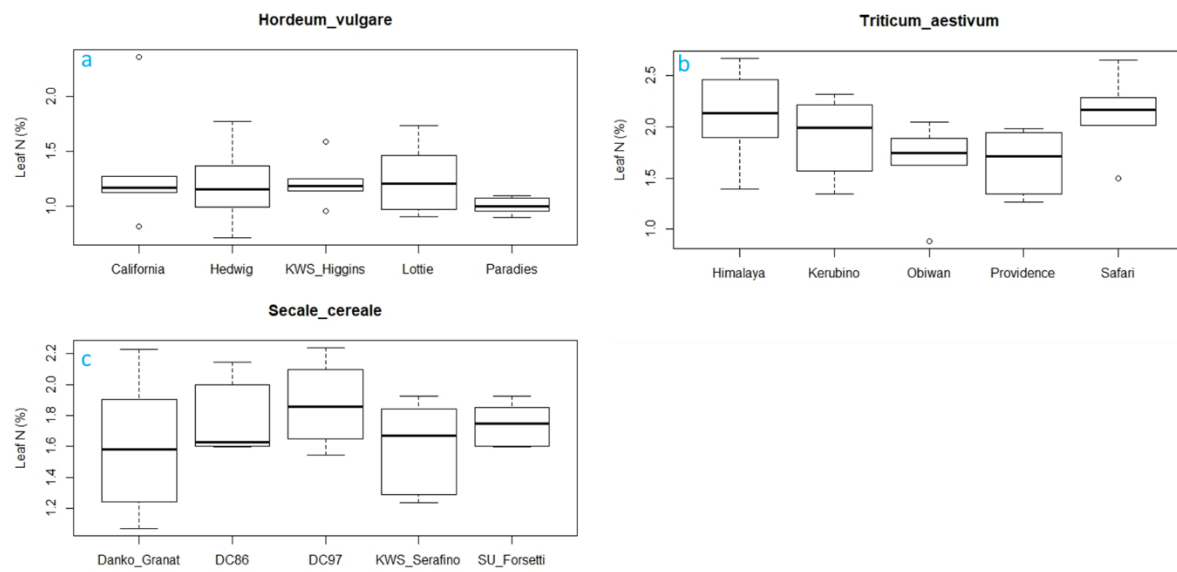 Hordeum_vulgare
a
Leaf N (%)
2.0
1.5
1.0
California Hedwig KWS_Higgins Lottie Paradies
Triticum_aestivum
b
Leaf N (%)
2.5
2.0
1.5
1.0
Himalaya Kerubino Obiwan Providence Safari
Secale_cereale
c
Leaf N (%)
2.2
2.0
1.8
1.6
1.4
1.2
Danko_Granat DC86 DC97 KWS_Serafino SU_Forsetti